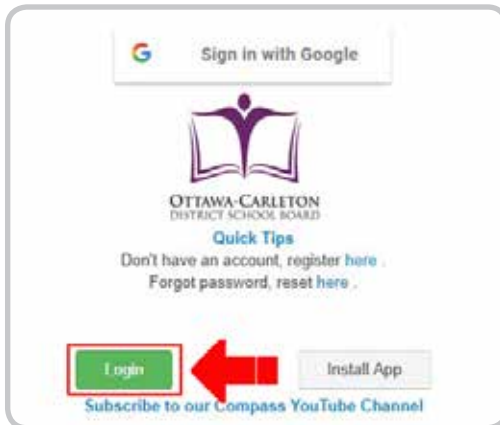 Sign in with Google
OTTAWA-CARLETON
DISTRICT SCHOOL BOARD
Quick Tips
Don't have an account, register here .
Forgot password, reset here .
Login
Install App
Subscribe to our Compass YouTube Channel